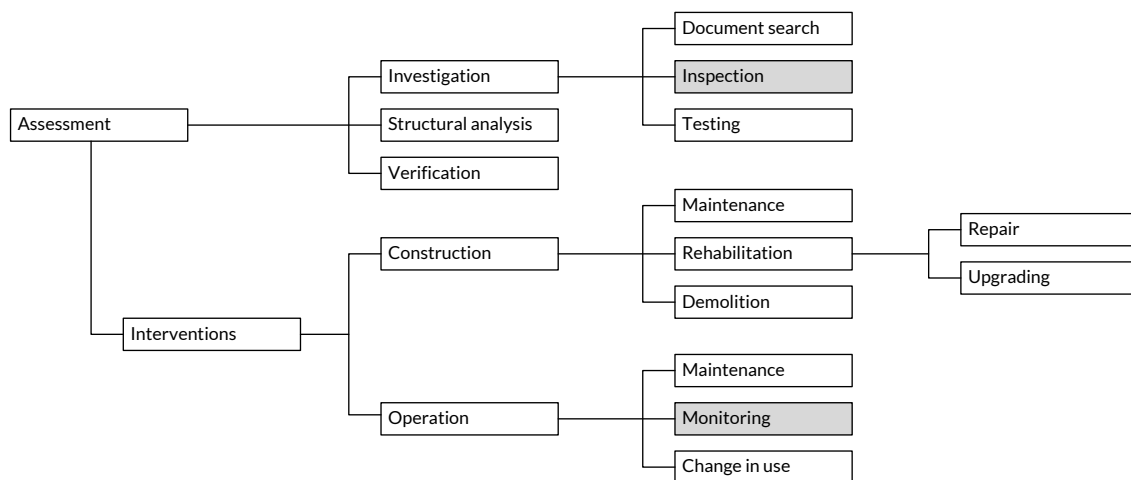 Document search
Investigation
Inspection
Assessment
Structural analysis
Testing
Verification
Maintenance
Repair
Construction
Rehabilitation
Upgrading
Demolition
Interventions
Maintenance
Operation
Monitoring
Change in use